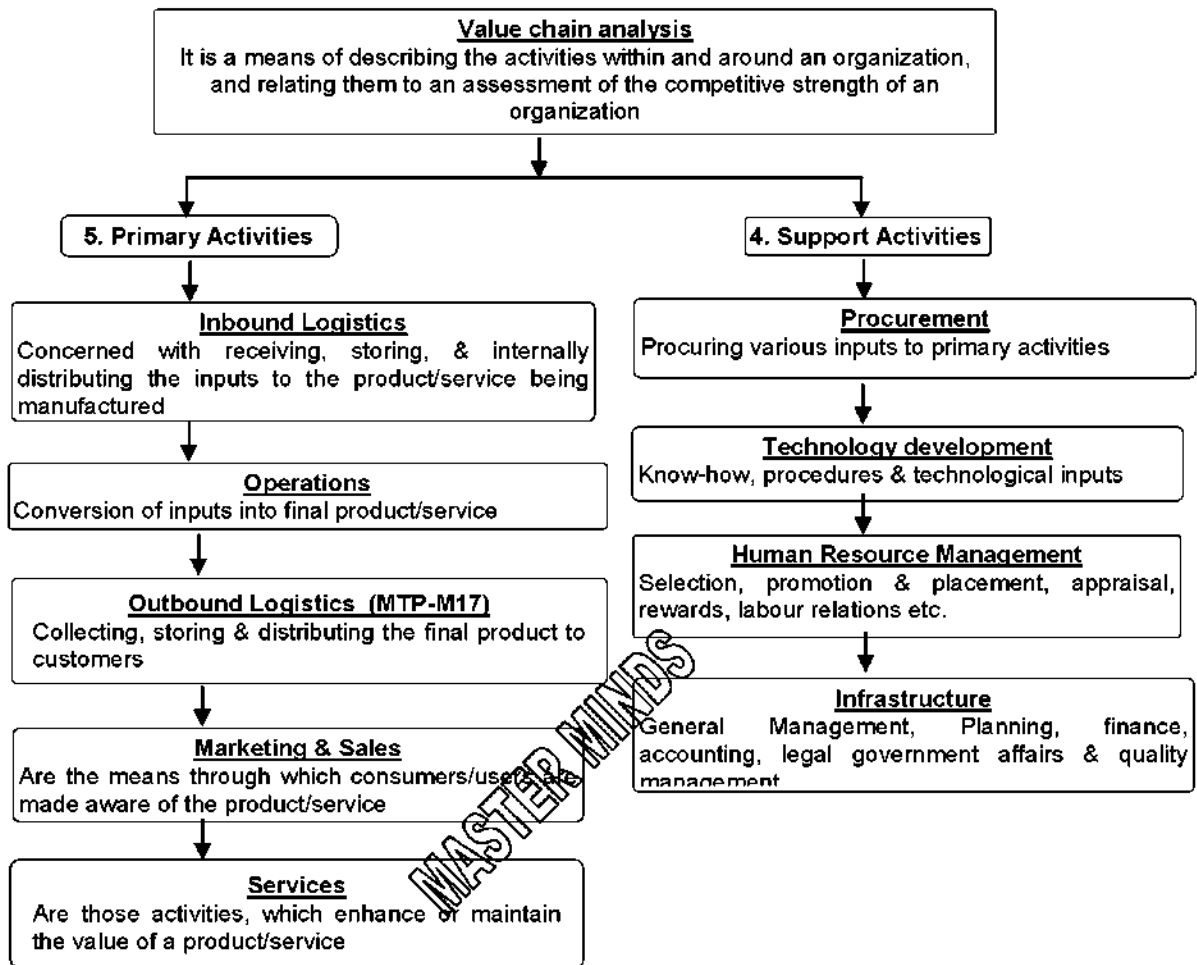 Value chain analysis
It is a means of describing the activities within and around an organization,
and relating them to an assessment of the competitive strength of an
organization
5. Primary Activities
4. Support Activities
Inbound Logistics
Concerned with receiving, storing, & internally
distributing the inputs to the product/service being
manufactured
Procurement
Procuring various inputs to primary activities
Operations
Conversion of inputs into final product/service
Technology development
Know-how, procedures & technological inputs
Outbound Logistics (MTP-M17)
Collecting, storing & distributing the final product to
customers
Human Resource Management
Selection, promotion & placement, appraisal,
rewards, labour relations etc.
Marketing & Sales
Are the means through which consumers/users are
made aware of the product/service
Infrastructure
General Management, Planning, finance,
accounting, legal government affairs & quality
management
Services
Are those activities, which enhance or maintain
the value of a product/service
MASTER MINDS